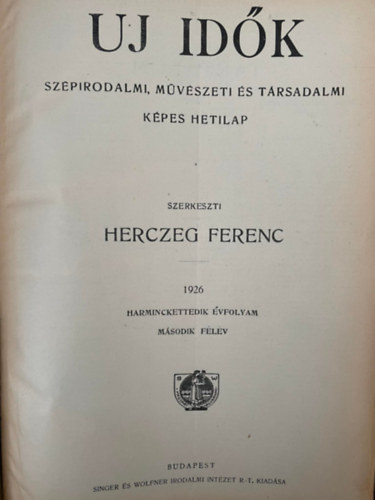 UJ IDŐK
SZÉPIRODALMI, MŰVÉSZETI ÉS TÁRSADALMI
KÉPES HETILAP
SZERKESZTI
HERCZEG FERENC
1926
HARMINCKETTEDIK ÉVFOLYAM
MÁSODIK FÉLÉV
BUDAPEST
SINGER ÉS WOLFNER IRODALMI INTÉZET R-T. KIADÁSA